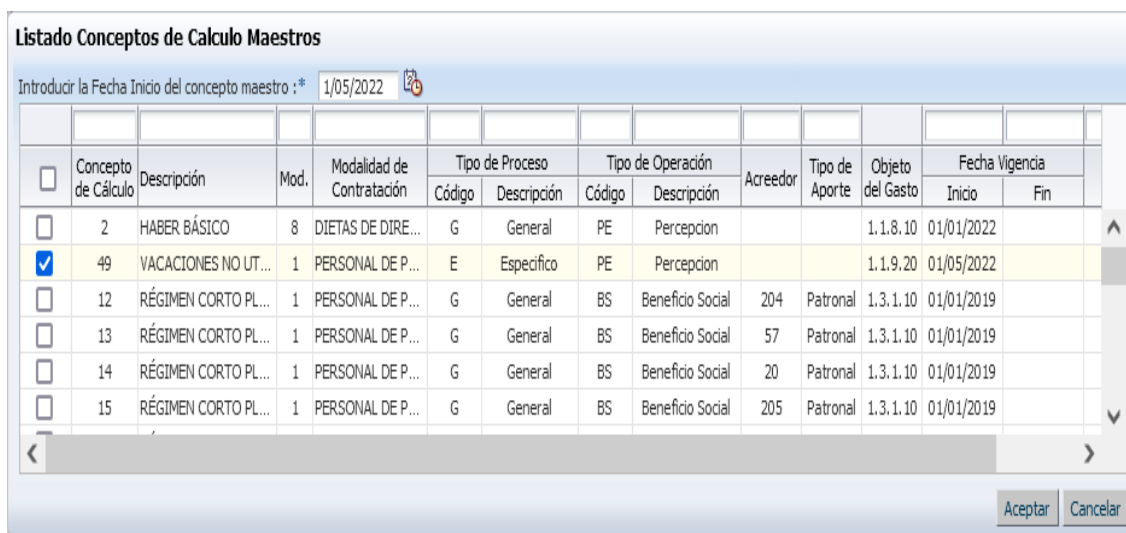 Listado Conceptos de Calculo Maestros
Introducir la Fecha Inicio del concepto maestro :* 1/05/2022
Concepto de Cálculo Descripción Mod. Modalidad de Contratación Tipo de Proceso Tipo de Operación Acreedor Tipo de Aporte Objeto del Gasto Fecha Vigencia
Código Descripción Código Descripción Inicio Fin
2 HABER BÁSICO 8 DIETAS DE DIRE... G General PE Percepcion 1.1.8.10 01/01/2022
49 VACACIONES NO UT... 1 PERSONAL DE P... E Especifico PE Percepcion 1.1.9.20 01/05/2022
12 RÉGIMEN CORTO PL... 1 PERSONAL DE P... G General BS Beneficio Social 204 Patronal 1.3.1.10 01/01/2019
13 RÉGIMEN CORTO PL... 1 PERSONAL DE P... G General BS Beneficio Social 57 Patronal 1.3.1.10 01/01/2019
14 RÉGIMEN CORTO PL... 1 PERSONAL DE P... G General BS Beneficio Social 20 Patronal 1.3.1.10 01/01/2019
15 RÉGIMEN CORTO PL... 1 PERSONAL DE P... G General BS Beneficio Social 205 Patronal 1.3.1.10 01/01/2019
Aceptar Cancelar